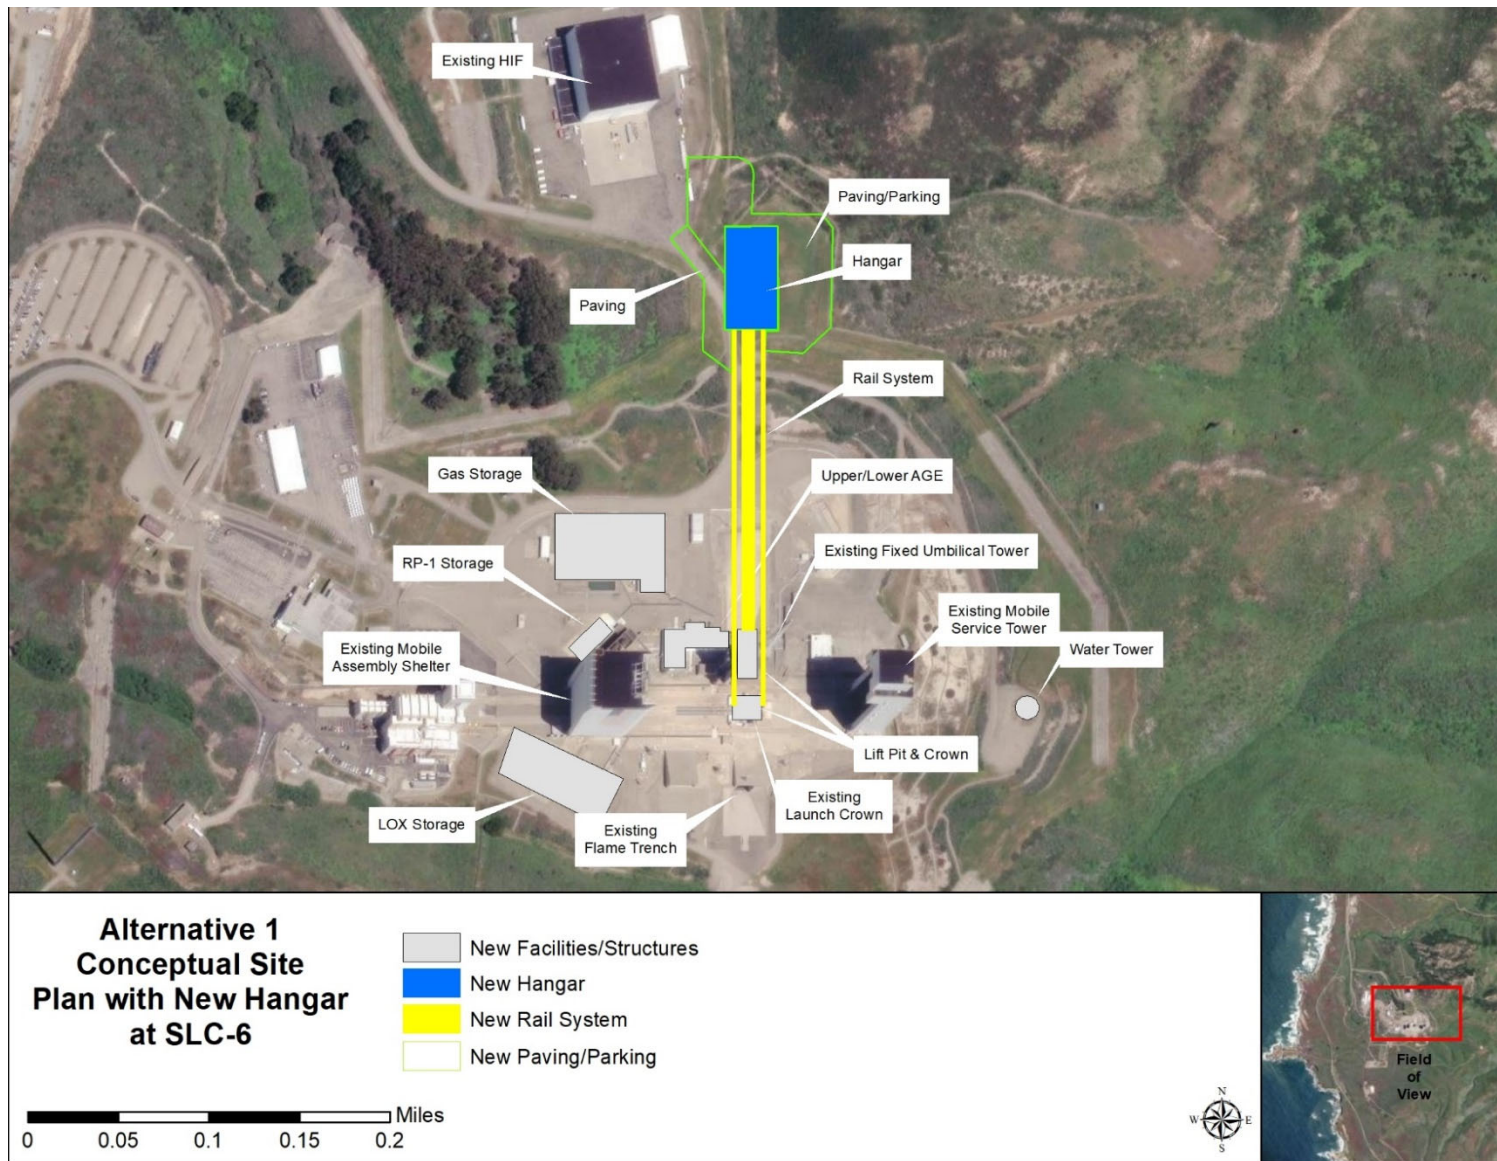 Existing HIF
Paving/Parking
Hangar
Paving
Rail System
Gas Storage
Upper/Lower AGE
Existing Fixed Umbilical Tower
RP-1 Storage
Existing Mobile
Service Tower
Existing Mobile
Assembly Shelter
Water Tower
Lift Pit & Crown
Existing
Launch Crown
LOX Storage
Existing
Flame Trench
Alternative 1
Conceptual Site
Plan with New Hangar
at SLC-6
New Facilities/Structures
New Hangar
New Rail System
New Paving/Parking
Miles
0 0.05 0.1 0.15 0.2
N
W E
S
Field
of
View